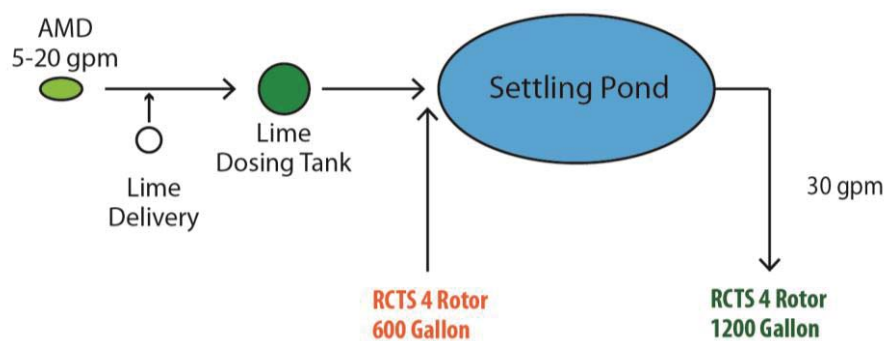 AMD
5-20 gpm
Settling Pond
Lime
Dosing Tank
Lime
Delivery
30 gpm
RCTS 4 Rotor
600 Gallon
RCTS 4 Rotor
1200 Gallon